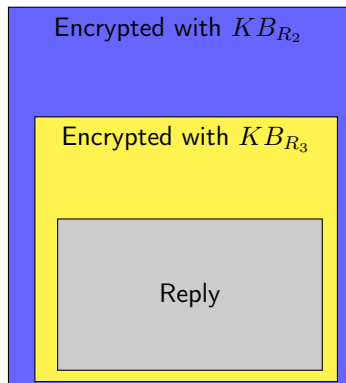 Encrypted with KB_{R_2}
Encrypted with KB_{R_3}
Reply